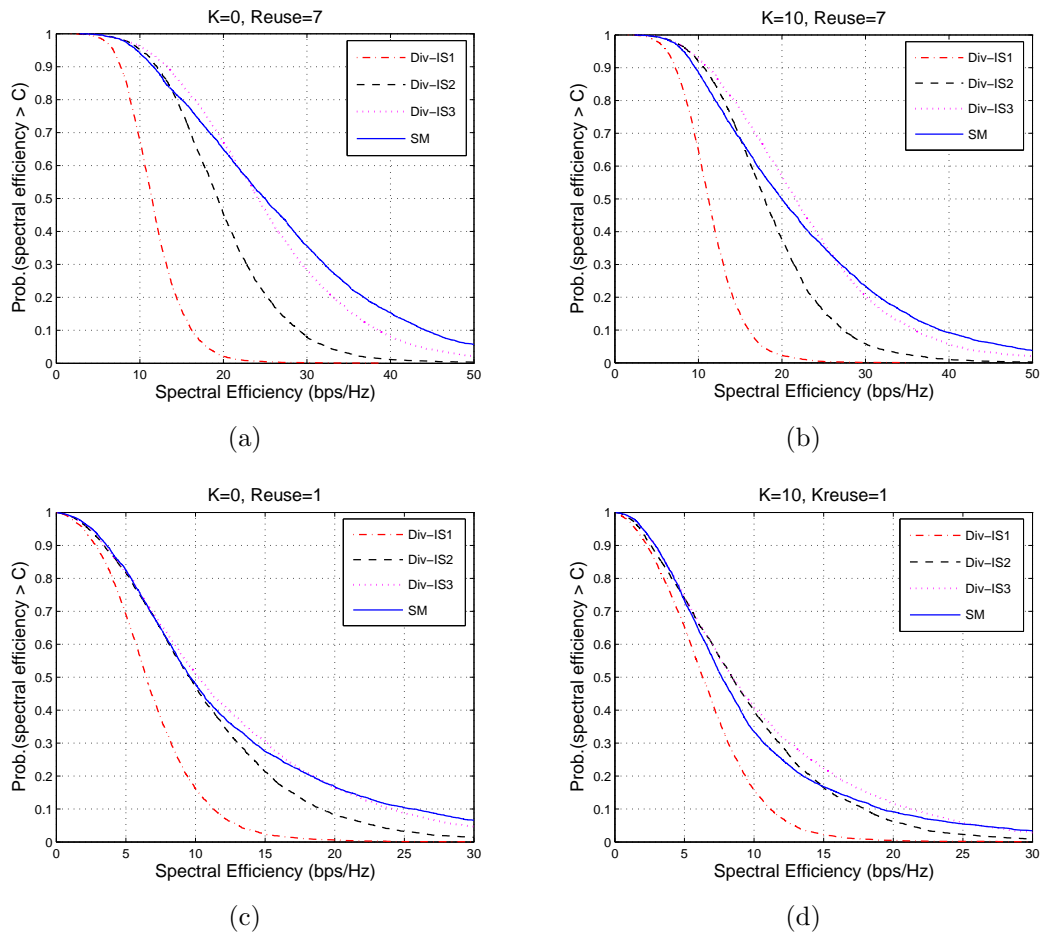 K=0, Reuse=7
Prob.(spectral efficiency > C)
1
0.9
0.8
0.7
0.6
0.5
0.4
0.3
0.2
0.1
0
0 10 20 30 40 50
Spectral Efficiency (bps/Hz)
Div-IS1
Div-IS2
Div-IS3
SM
(a)
K=10, Reuse=7
Prob.(spectral efficiency > C)
1
0.9
0.8
0.7
0.6
0.5
0.4
0.3
0.2
0.1
0
0 10 20 30 40 50
Spectral Efficiency (bps/Hz)
Div-IS1
Div-IS2
Div-IS3
SM
(b)
K=0, Reuse=1
Prob.(spectral efficiency > C)
1
0.9
0.8
0.7
0.6
0.5
0.4
0.3
0.2
0.1
0
0 5 10 15 20 25 30
Spectral Efficiency (bps/Hz)
Div-IS1
Div-IS2
Div-IS3
SM
(c)
K=10, Kreuse=1
Prob.(spectral efficiency > C)
1
0.9
0.8
0.7
0.6
0.5
0.4
0.3
0.2
0.1
0
0 5 10 15 20 25 30
Spectral Efficiency (bps/Hz)
Div-IS1
Div-IS2
Div-IS3
SM
(d)